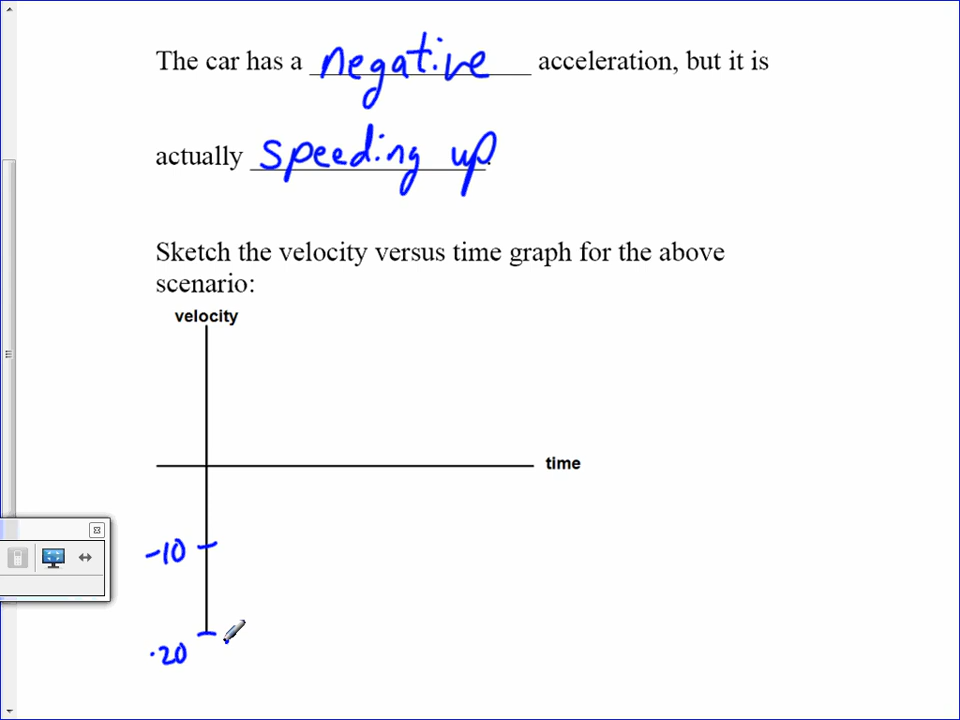 The car has a negative acceleration, but it is
actually speeding up.
Sketch the velocity versus time graph for the above
scenario:
velocity
time
-10
-20